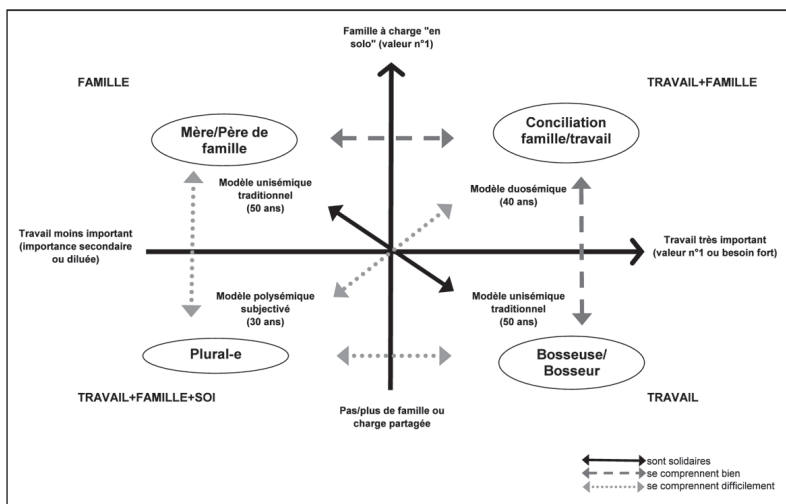 Famille à charge "en
solo" (valeur n°1)
FAMILLE
TRAVAIL+FAMILLE
Mère/Père de
famille
Conciliation
famille/travail
Modèle unisémique
traditionnel
(50 ans)
Modèle duosémique
(40 ans)
Travail moins important
(importance secondaire
ou diluée)
Travail très important
(valeur n°1 ou besoin fort)
Modèle polysémique
subjectivé
(30 ans)
Modèle unisémique
traditionnel
(50 ans)
Plural-e
Bosseuse/
Bosseur
TRAVAIL+FAMILLE+SOI
Pas/plus de famille ou
charge partagée
TRAVAIL
sont solidaires
se comprennent bien
se comprennent difficilement